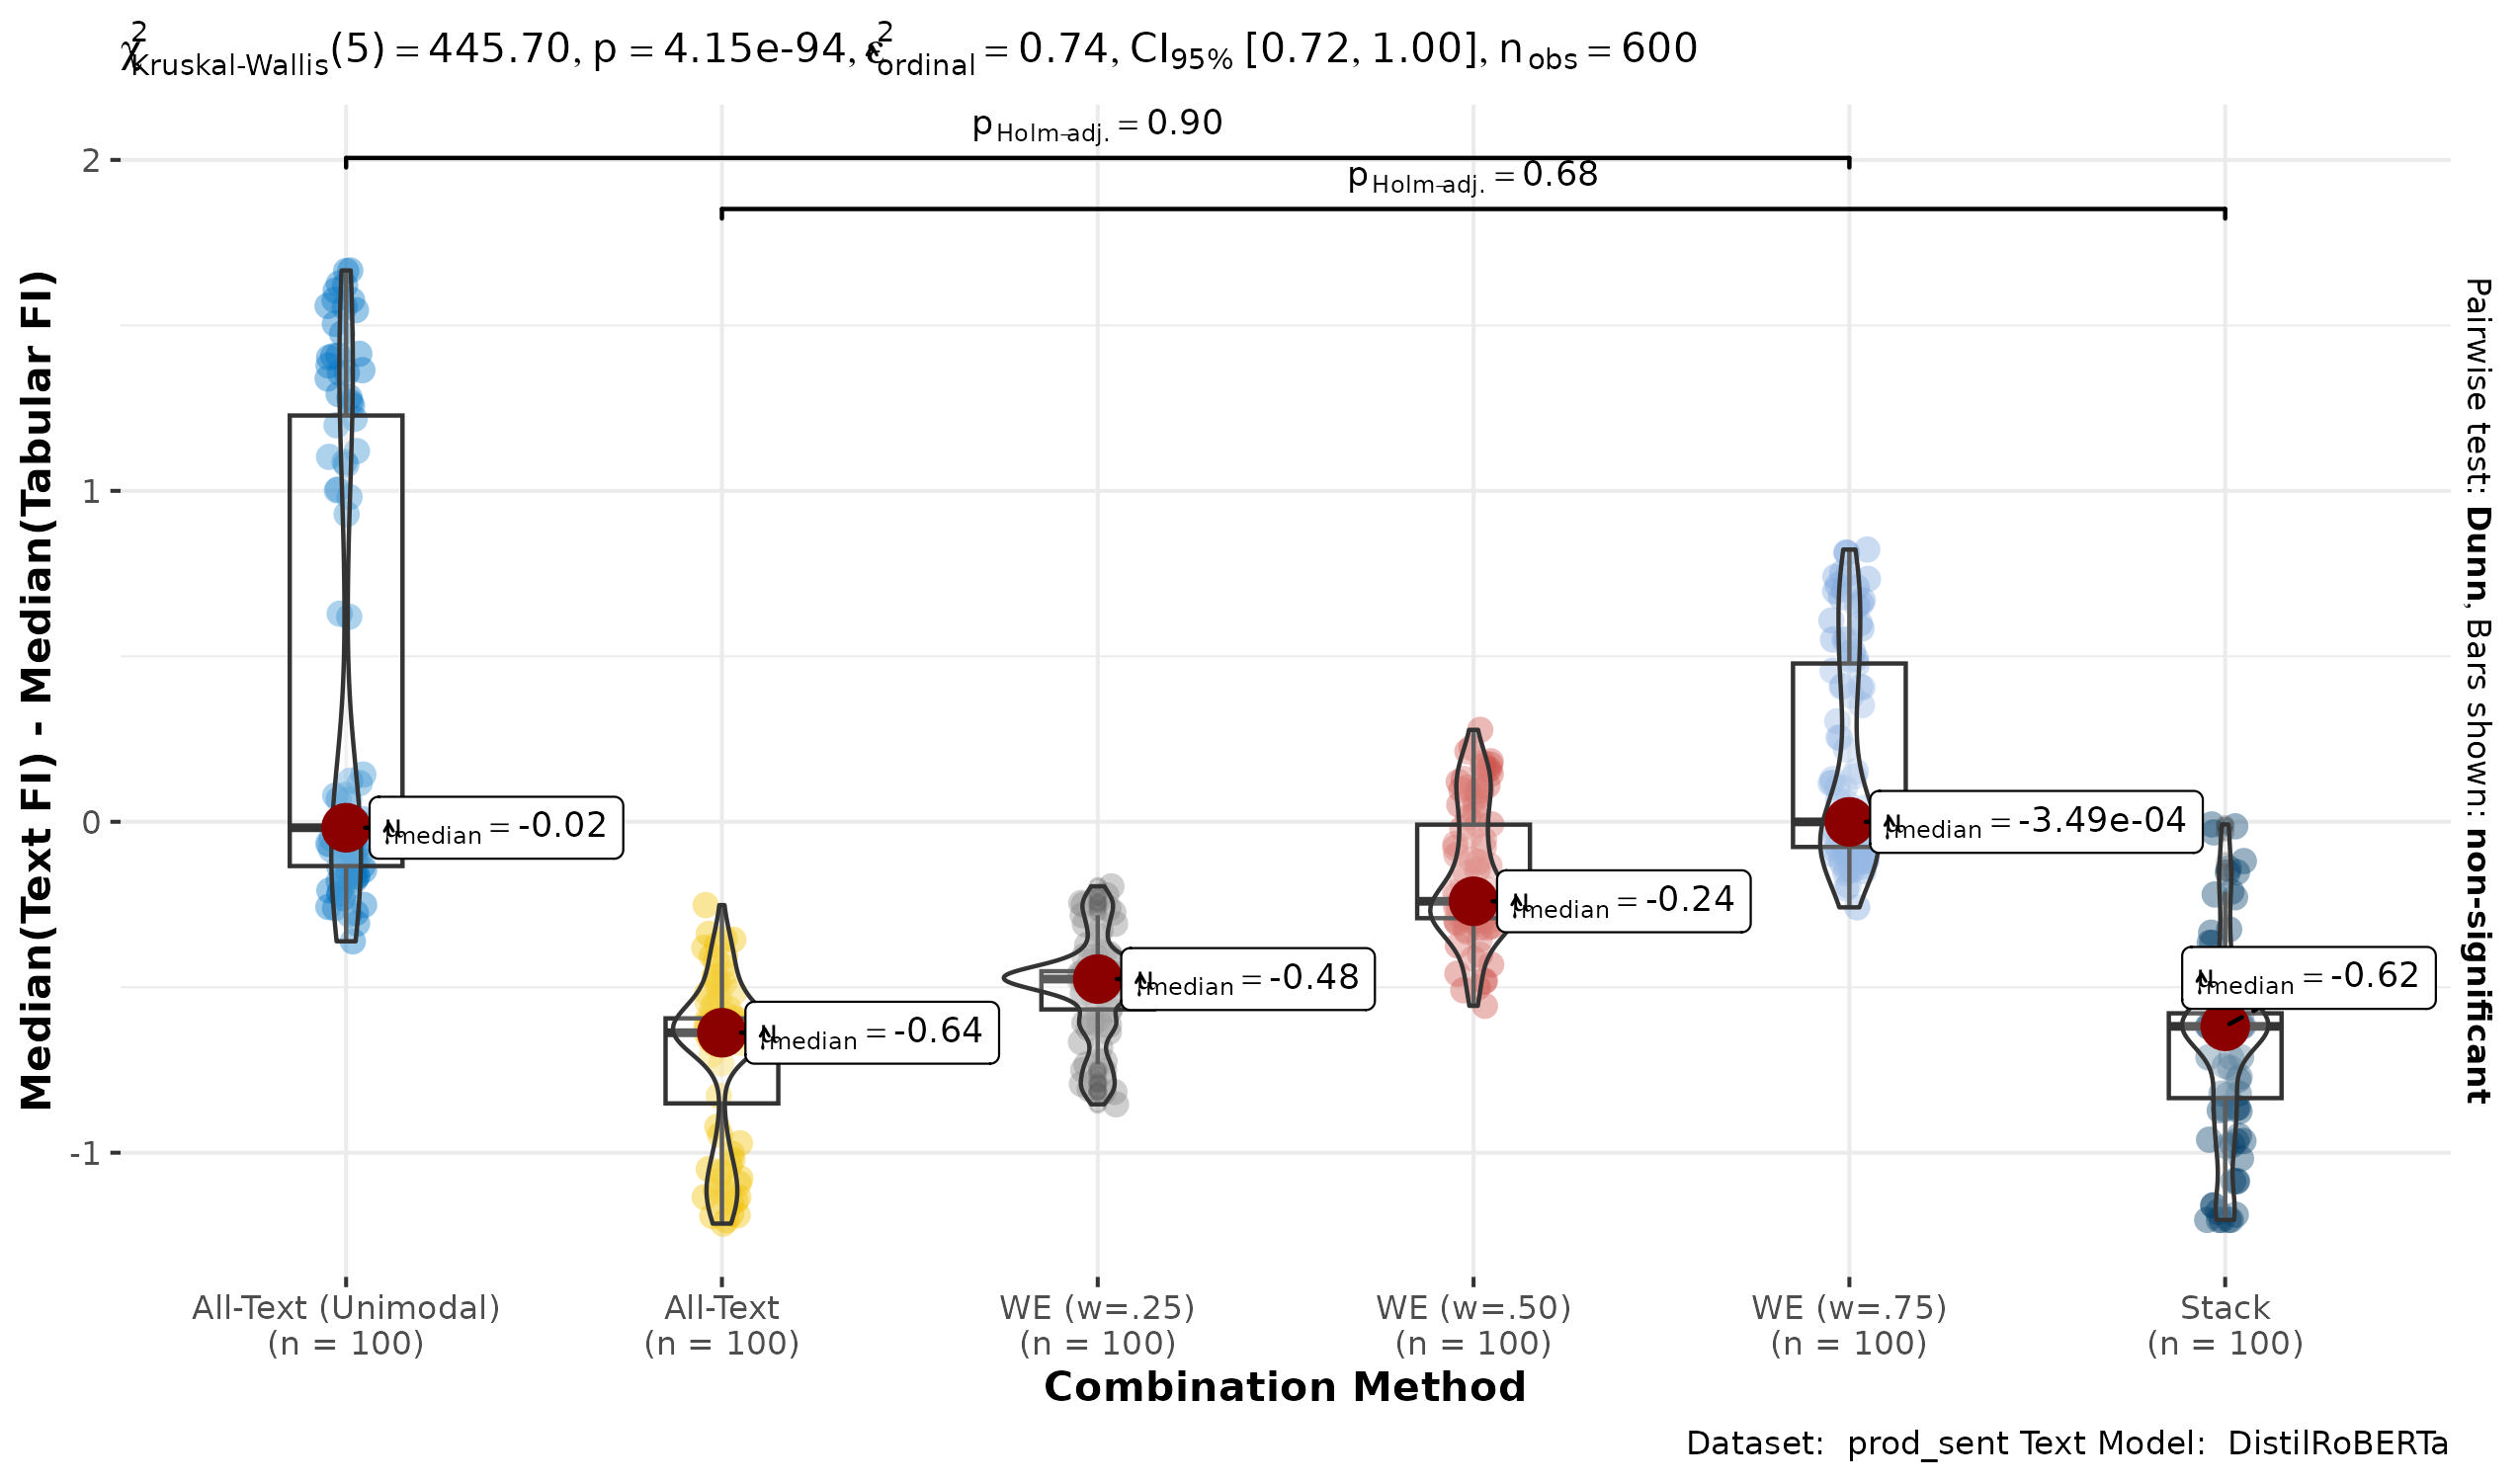 χ²Kruskal-Wallis(5) = 445.70, p = 4.15e-94, ε²ordinal = 0.74, CI95% [0.72, 1.00], nobs = 600
pHolm-adj. = 0.90
pHolm-adj. = 0.68
2
1
0
-1
Median(Text FI) - Median(Tabular FI)
μ̂median = -0.02
μ̂median = -0.64
μ̂median = -0.48
μ̂median = -0.24
μ̂median = -3.49e-04
μ̂median = -0.62
Pairwise test: Dunn, Bars shown: non-significant
All-Text (Unimodal)
(n = 100)
All-Text
(n = 100)
WE (w=.25)
(n = 100)
WE (w=.50)
(n = 100)
WE (w=.75)
(n = 100)
Stack
(n = 100)
Combination Method
Dataset:  prod_sent Text Model:  DistilRoBERTa